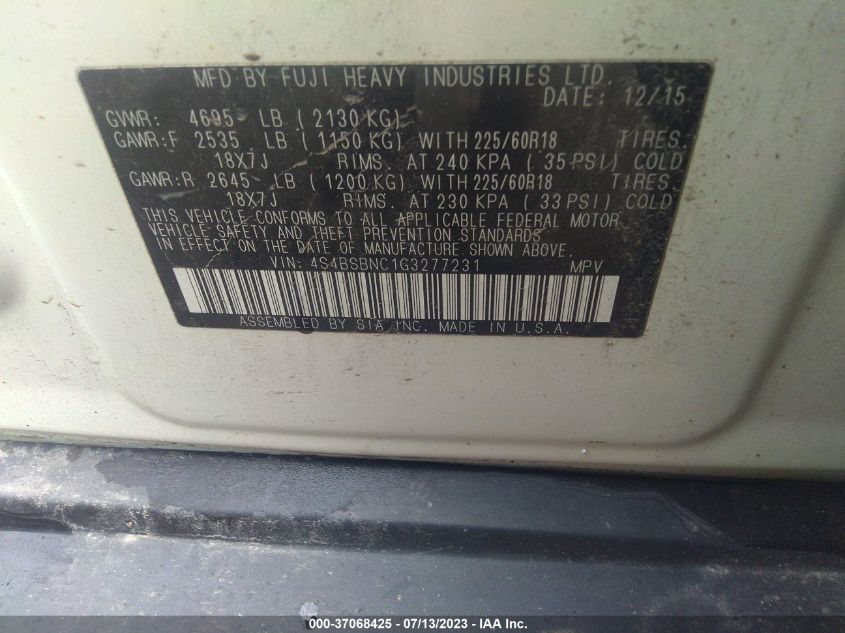 MFD BY FUJI HEAVY INDUSTRIES LTD.
DATE: 12/15
GVWR: 4695 LB ( 2130 KG)
GAWR:F 2535 LB ( 1150 KG) WITH 225/60R18 TIRES.
18X7J RIMS. AT 240 KPA ( 35 PSI) COLD
GAWR:R 2645 LB ( 1200 KG) WITH 225/60R18 TIRES.
18X7J RIMS. AT 230 KPA ( 33 PSI) COLD
THIS VEHICLE CONFORMS TO ALL APPLICABLE FEDERAL MOTOR
VEHICLE SAFETY AND THEFT PREVENTION STANDARDS
IN EFFECT ON THE DATE OF MANUFACTURE SHOWN ABOVE.
VIN: 4S4BSBNC1G3277231 MPV
ASSEMBLED BY SIA,INC. MADE IN U.S.A.
000-37068425 - 07/13/2023 - IAA Inc.